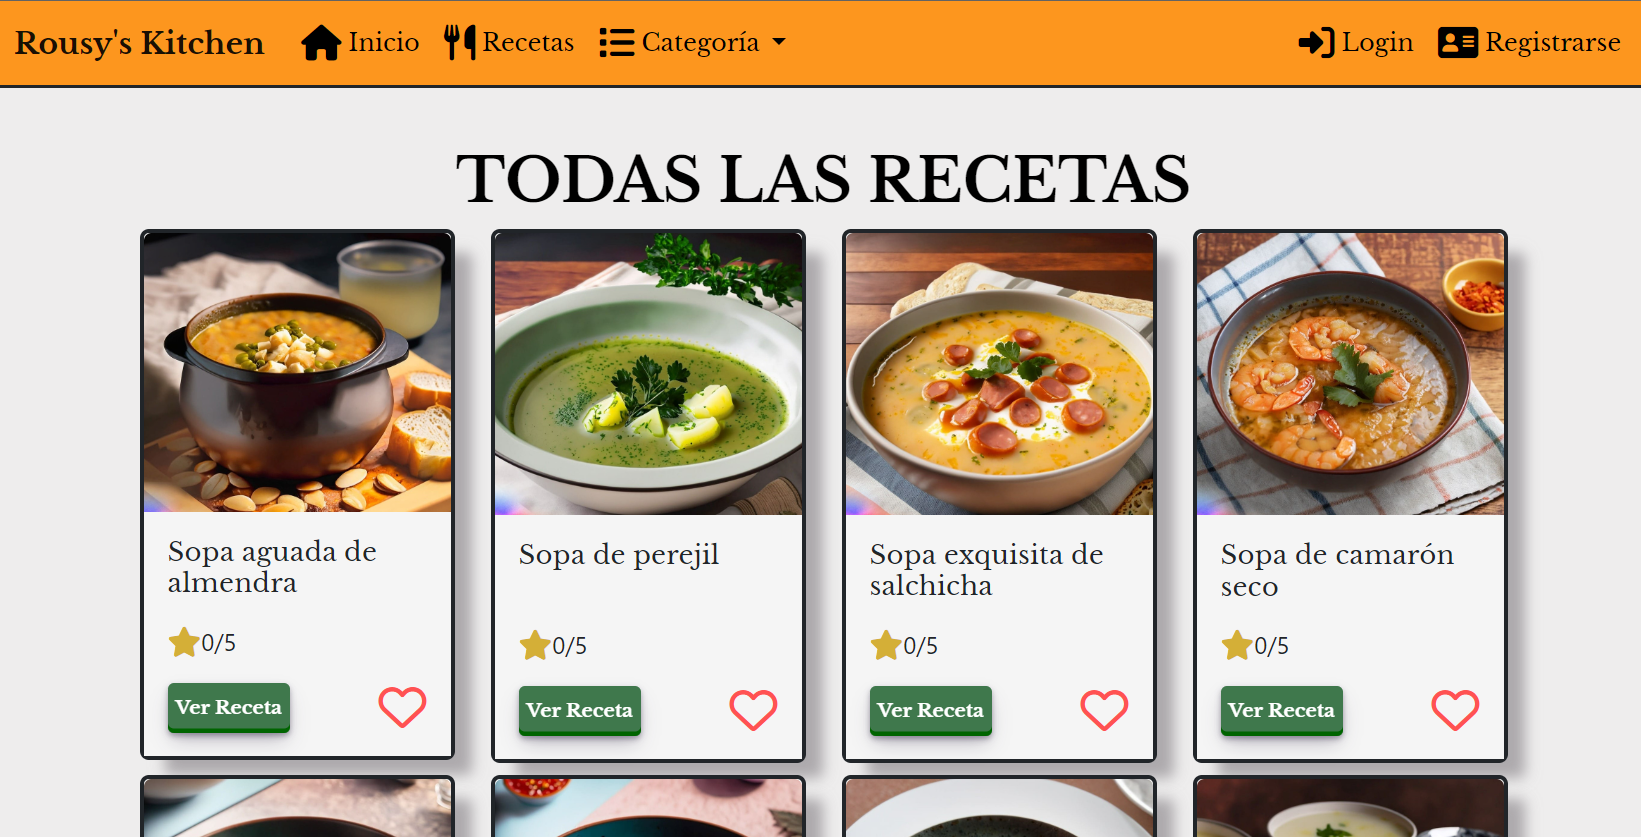 Rousy's Kitchen Inicio Recetas Categoría Login Registrarse
TODAS LAS RECETAS
Sopa aguada de
almendra
0/5
Ver Receta
Sopa de perejil
0/5
Ver Receta
Sopa exquisita de
salchicha
0/5
Ver Receta
Sopa de camarón
seco
0/5
Ver Receta